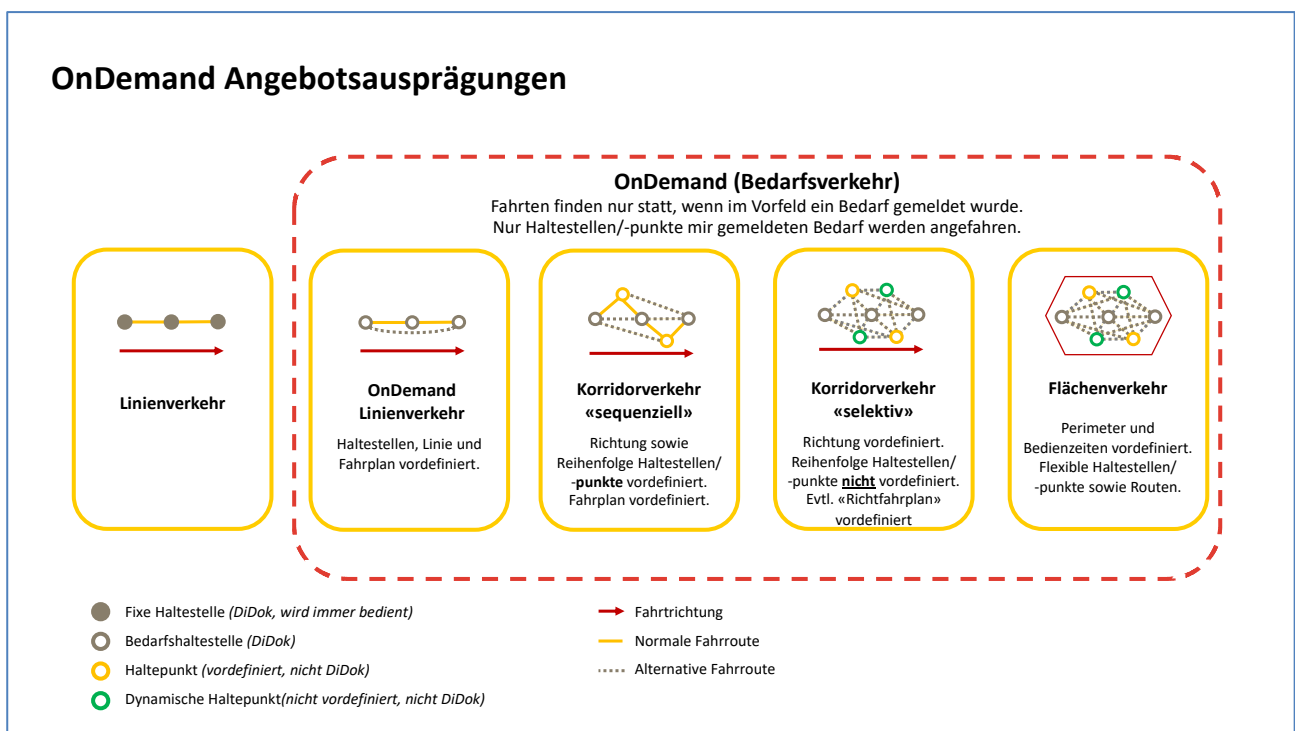 OnDemand Angebotsausprägungen
OnDemand (Bedarfsverkehr)
Fahrten finden nur statt, wenn im Vorfeld ein Bedarf gemeldet wurde.
Nur Haltestellen/-punkte mir gemeldeten Bedarf werden angefahren.
Linienverkehr
OnDemand
Linienverkehr
Haltestellen, Linie und
Fahrplan vordefiniert.
Korridorverkehr
«sequenziell»
Richtung sowie
Reihenfolge Haltestellen/
-punkte vordefiniert.
Fahrplan vordefiniert.
Korridorverkehr
«selektiv»
Richtung vordefiniert.
Reihenfolge Haltestellen/
-punkte nicht vordefiniert.
Evtl. «Richtfahrplan»
vordefiniert
Flächenverkehr
Perimeter und
Bedienzeiten vordefiniert.
Flexible Haltestellen/
-punkte sowie Routen.
Fixe Haltestelle (DiDok, wird immer bedient)
Bedarfshaltestelle (DiDok)
Haltepunkt (vordefiniert, nicht DiDok)
Dynamische Haltepunkt(nicht vordefiniert, nicht DiDok)
Fahrtrichtung
Normale Fahrroute
Alternative Fahrroute